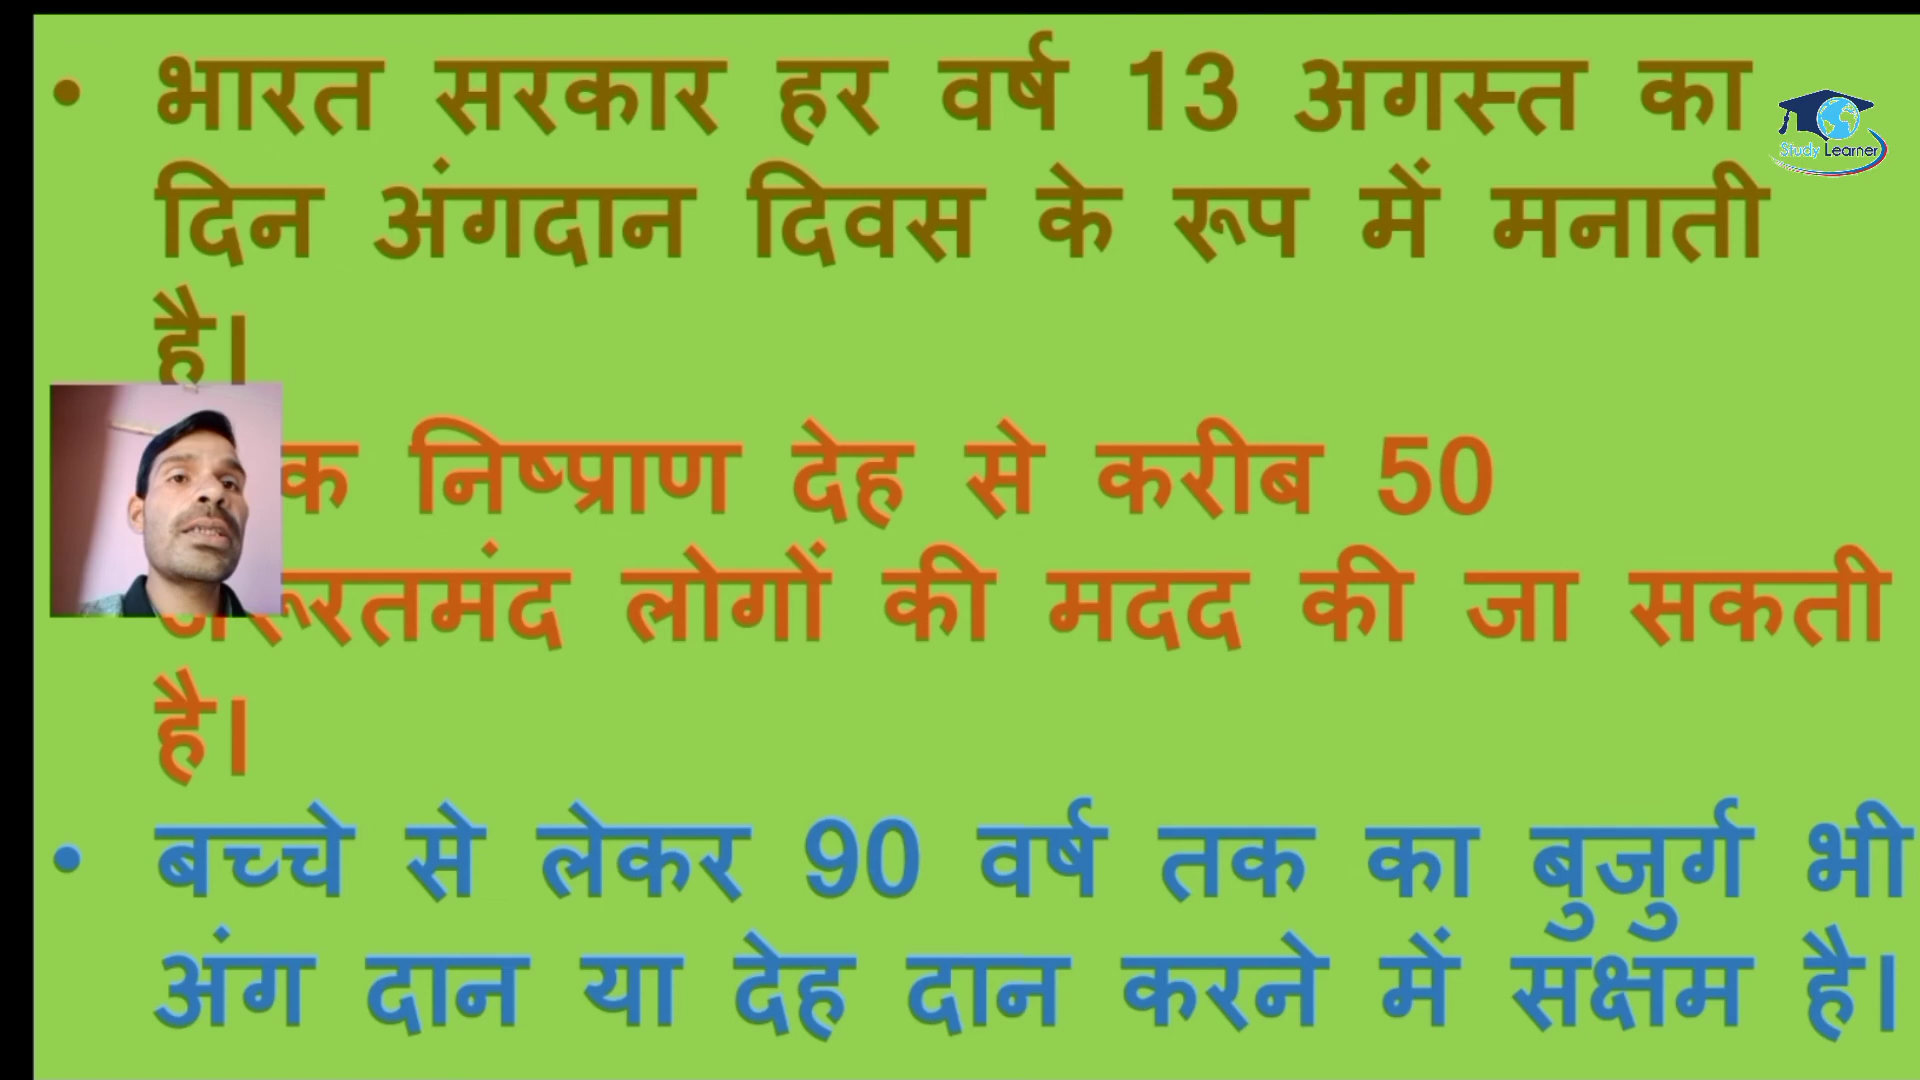 • भारत सरकार हर वर्ष 13 अगस्त का
दिन अंगदान दिवस के रूप में मनाती
है।
निष्प्राण देह से करीब 50
लोगों की मदद की जा सकती
है।
• बच्चे से लेकर 90 वर्ष तक का बुजुर्ग भी
अंग दान या देह दान करने में सक्षम है।
Study Learner